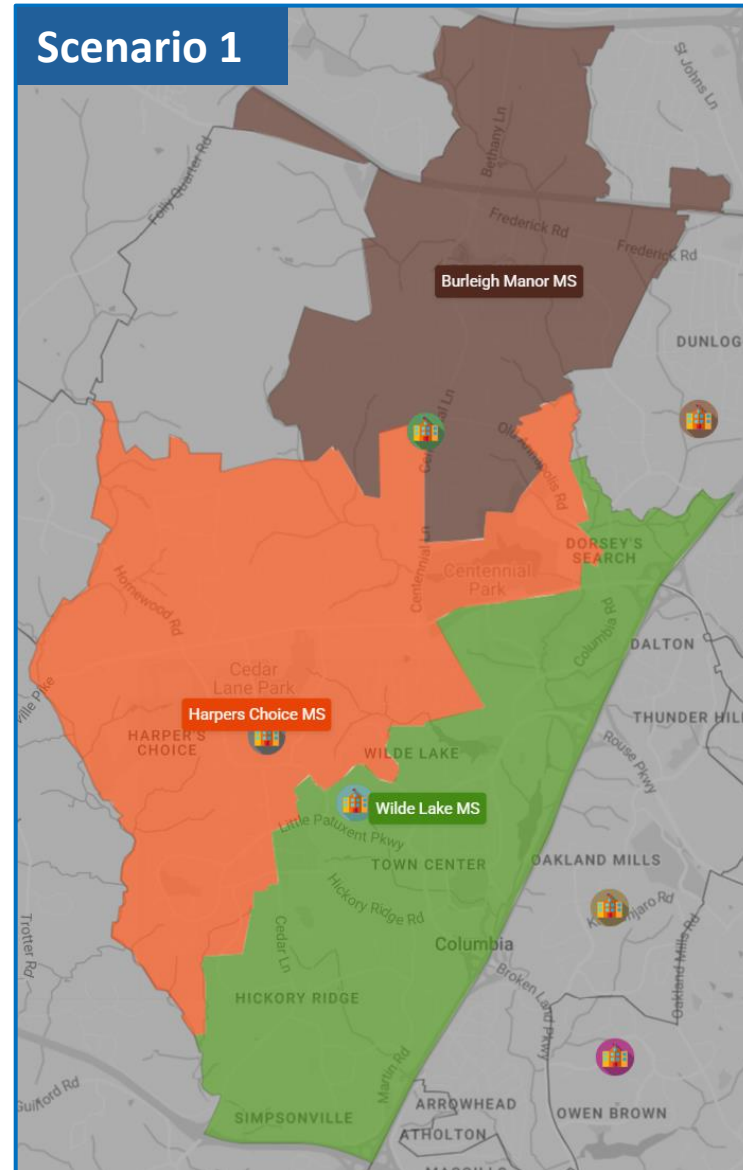 Scenario 1
St Johns Ln
Bethany Ln
Folly Quarter Rd
Frederick Rd
Frederick Rd
Burleigh Manor MS
DUNLOG
Centennial Ln
DORSEY'S
SEARCH
Centennial
Park
Centennial Ln
Homewood Rd
Columbia Rd
DALTON
Cedar
Lane Park
ville Pike
Harpers Choice MS
THUNDER HILL
HARPER'S
CHOICE
WILDE LAKE
Rouse Pkwy
Wilde Lake MS
Little Patuxent Pkwy
TOWN CENTER
OAKLAND MILLS
Hickory Ridge Rd
Trotter Rd
Cedar Ln
Columbia
Oakland Mills Rd
Broken Land Pkwy
HICKORY RIDGE
Martin Rd
Guilford Rd
ARROWHEAD
OWEN BROWN
SIMPSONVILLE
ATHOLTON